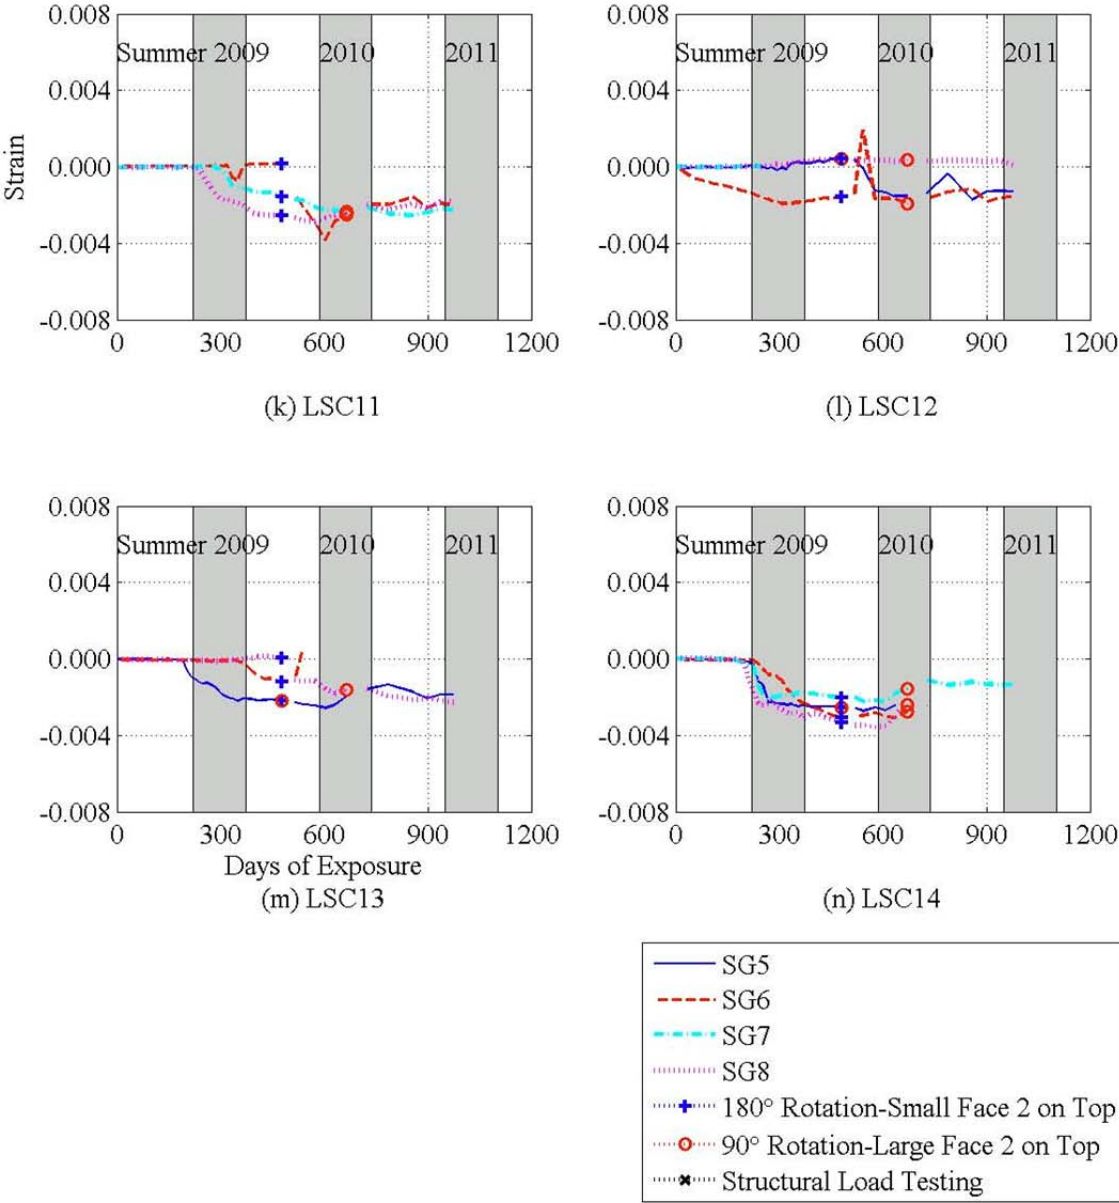 0.008
Summer 2009
2010
2011
0.004
Strain
0.000
-0.004
-0.008
0
300
600
900
1200
(k) LSC11
0.008
Summer 2009
2010
2011
0.004
0.000
-0.004
-0.008
0
300
600
900
1200
(l) LSC12
0.008
Summer 2009
2010
2011
0.004
0.000
-0.004
-0.008
0
300
600
900
1200
Days of Exposure
(m) LSC13
0.008
Summer 2009
2010
2011
0.004
0.000
-0.004
-0.008
0
300
600
900
1200
(n) LSC14
SG5
SG6
SG7
SG8
180° Rotation-Small Face 2 on Top
90° Rotation-Large Face 2 on Top
Structural Load Testing